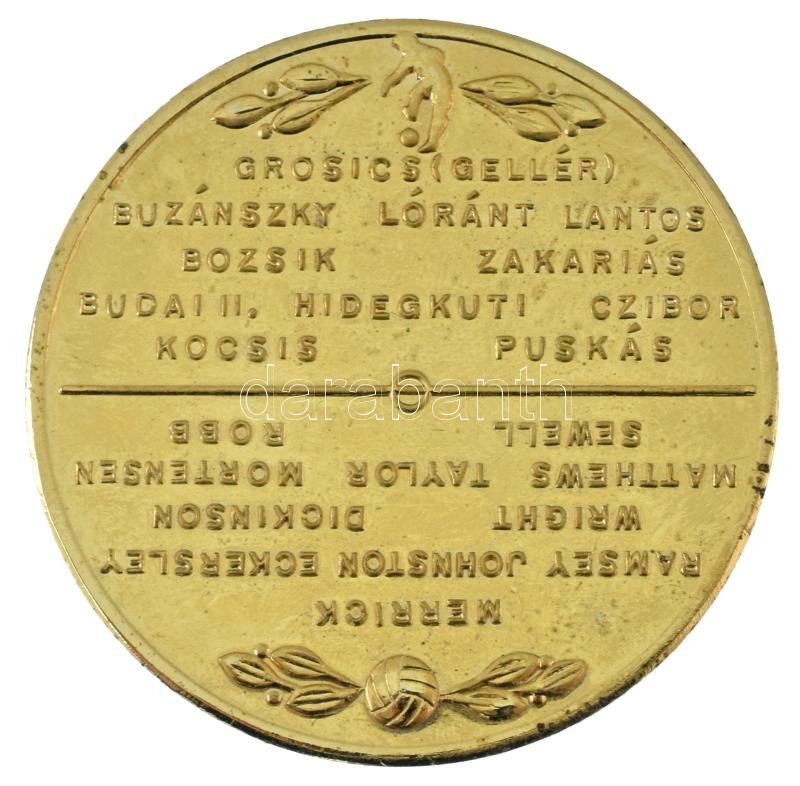 GROSICS (GELLÉR)
BUZÁNSZKY LÓRÁNT LANTOS
BOZSIK ZAKARIÁS
BUDAI II. HIDEGKUTI CZIBOR
KOCSIS PUSKÁS
darabanth
SEWELL ROBB
MATTHEWS TAYLOR MORTENSEN
WRIGHT DICKINSON
RAMSEY JOHNSTON ECKERSLEY
MERRICK